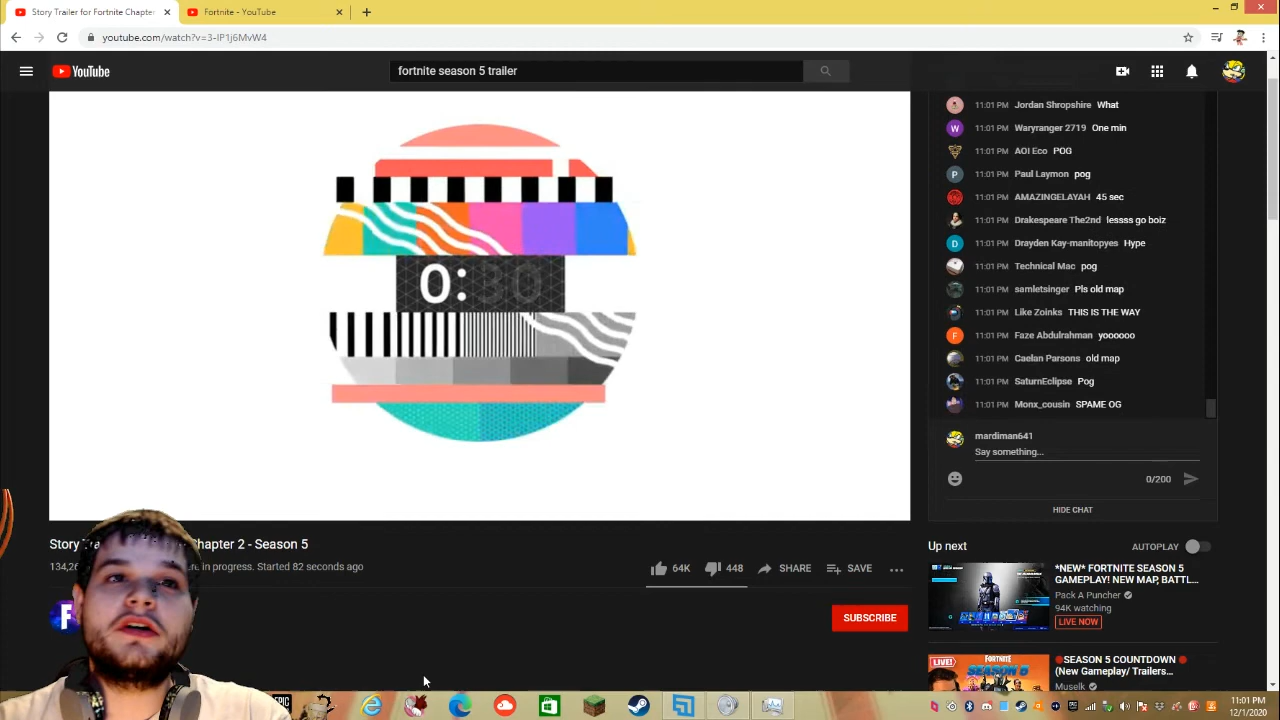 Story Trailer for Fortnite Chapter
Fortnite - YouTube
youtube.com/watch?v=3-IP1j6MvW4
YouTube
fortnite season 5 trailer
0:30
11:01 PM Jordan Shropshire What
11:01 PM Waryranger 2719 One min
11:01 PM AOI Eco POG
11:01 PM Paul Laymon pog
11:01 PM AMAZINGELAYAH 45 sec
11:01 PM Drakespeare The2nd lessss go boiz
11:01 PM Drayden Kay-manitopyes Hype
11:01 PM Technical Mac pog
11:01 PM samletsinger Pls old map
11:01 PM Like Zoinks THIS IS THE WAY
11:01 PM Faze Abdulrahman yoooooo
11:01 PM Caelan Parsons old map
11:01 PM SaturnEclipse Pog
11:01 PM Monx_cousin SPAME OG
mardiman641
Say something...
0/200
HIDE CHAT
Story Tra Chapter 2 - Season 5
134,26 re in progress. Started 82 seconds ago
64K 448 SHARE SAVE
SUBSCRIBE
Up next AUTOPLAY
*NEW* FORTNITE SEASON 5
GAMEPLAY! NEW MAP, BATTL...
Pack A Puncher
94K watching
LIVE NOW
LIVE!
FORTNITE
SEASON 5
SEASON 5 COUNTDOWN
(New Gameplay/ Trailers...
Muselk
EPIC
11:01 PM
12/1/2020